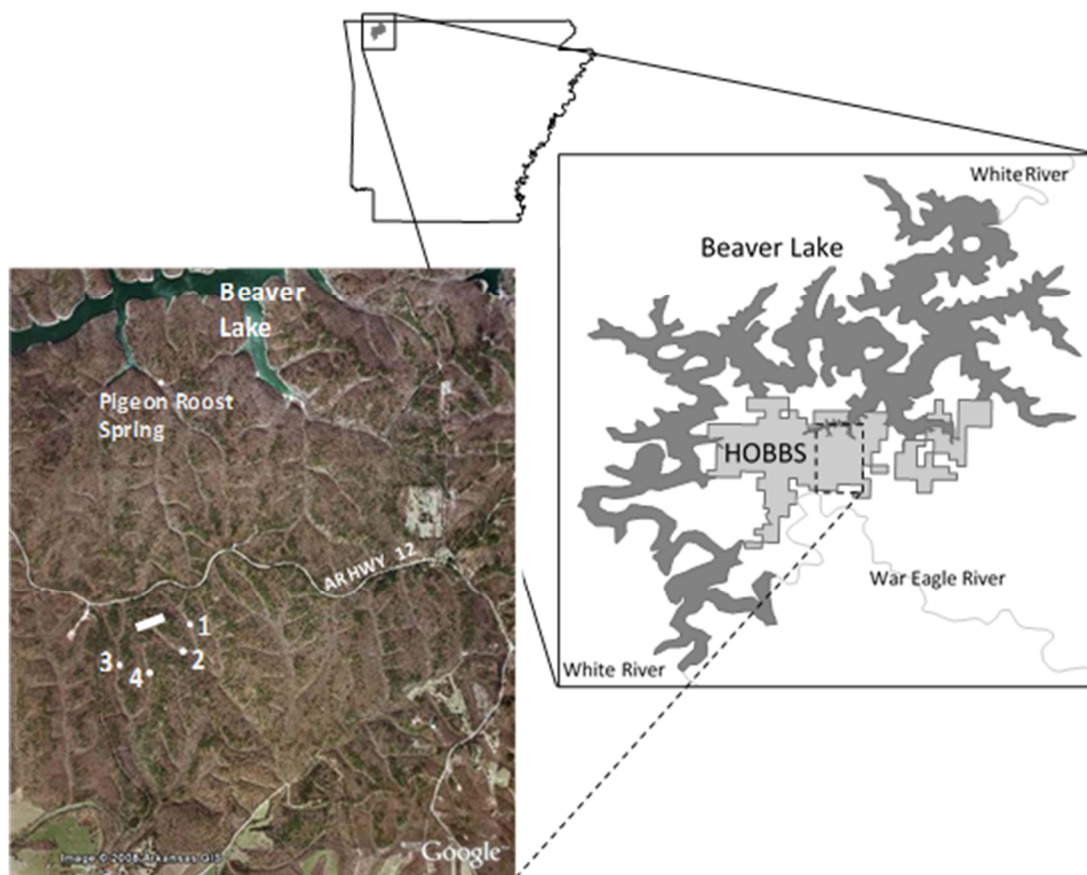 White River
Beaver Lake
HOBBS
War Eagle River
White River
Beaver
Lake
Pigeon Roost
Spring
AR HWY 12
1
2
3
4
Image © 2008 Arkansas GIS
Google